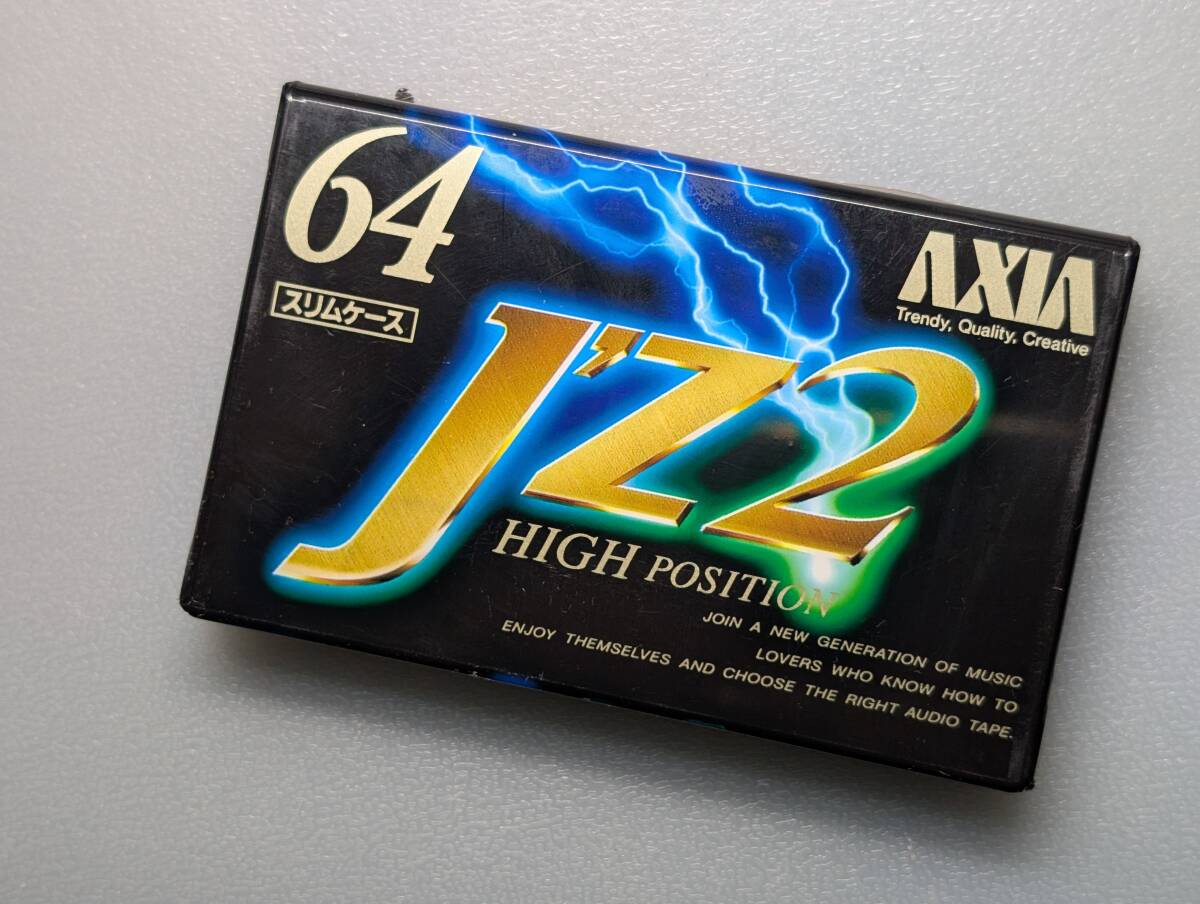 64
スリムケース
AXIA
Trendy, Quality, Creative
J'Z2
HIGH POSITION
JOIN A NEW GENERATION OF MUSIC
LOVERS WHO KNOW HOW TO
ENJOY THEMSELVES AND CHOOSE THE RIGHT AUDIO TAPE.